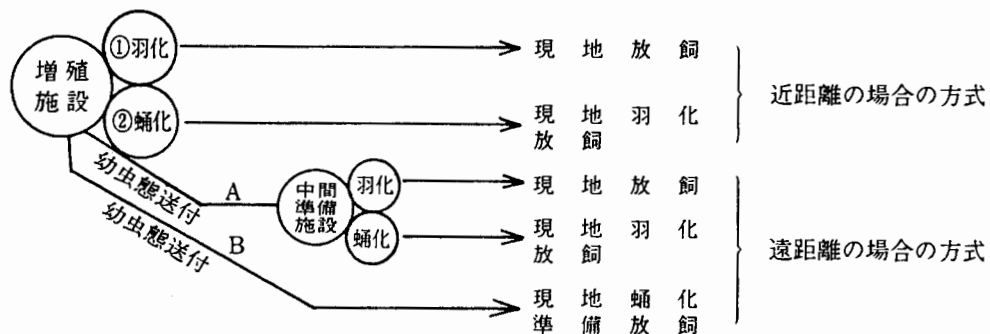 増殖
施設
①羽化
②蛹化
現地放飼
現地羽化
放飼
近距離の場合の方式
幼虫態送付
A
中間
準備
施設
羽化
蛹化
現地放飼
現地羽化
放飼
幼虫態送付
B
現地蛹化
準備放飼
遠距離の場合の方式